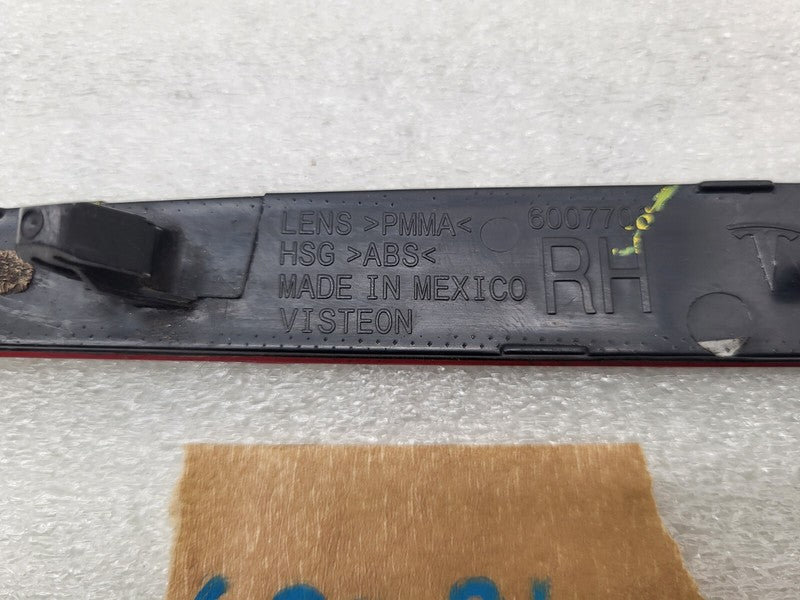 LENS >PMMA<
HSG >ABS<
MADE IN MEXICO
VISTEON
RH